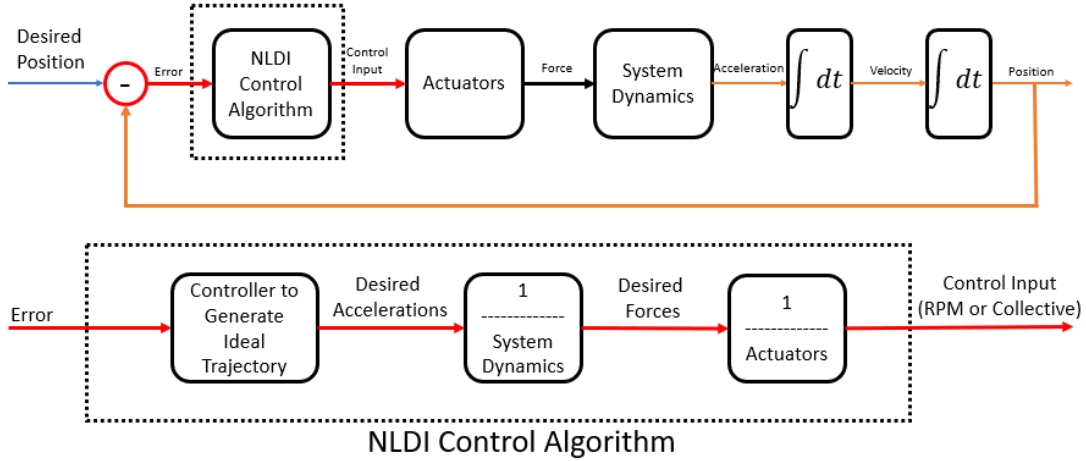 Desired
Position
-
Error
NLDI
Control
Algorithm
Control
Input
Actuators
Force
System
Dynamics
Acceleration
∫ dt
Velocity
∫ dt
Position
Error
Controller to
Generate
Ideal
Trajectory
Desired
Accelerations
1
-------------
System
Dynamics
Desired
Forces
1
-------------
Actuators
Control Input
(RPM or Collective)
NLDI Control Algorithm